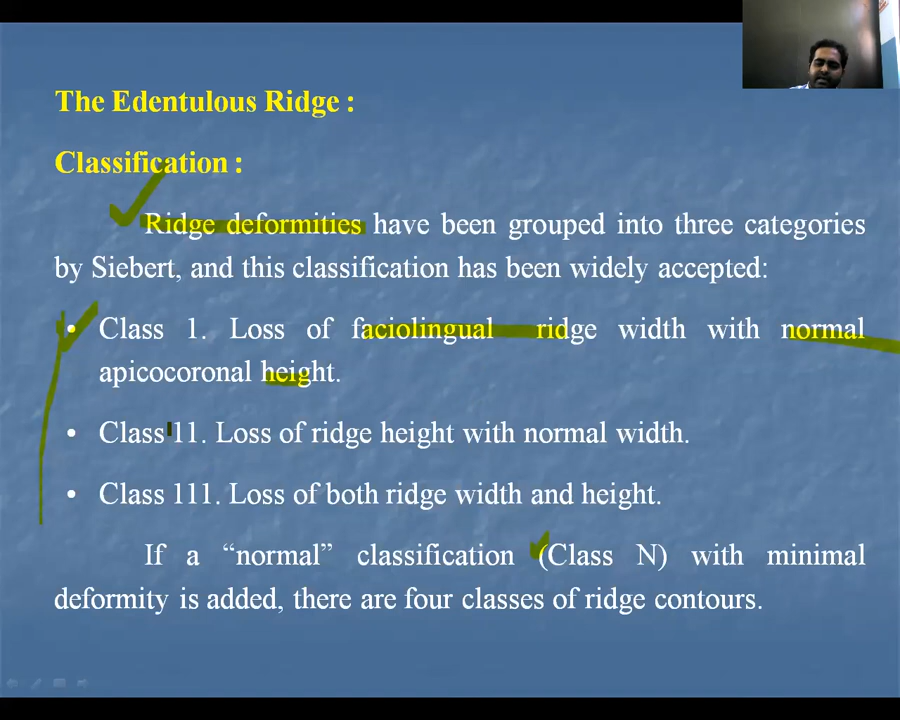 The Edentulous Ridge :
Classification :
Ridge deformities have been grouped into three categories
by Siebert, and this classification has been widely accepted:
• Class 1. Loss of faciolingual ridge width with normal
apicocoronal height.
• Class 11. Loss of ridge height with normal width.
• Class 111. Loss of both ridge width and height.
If a “normal” classification (Class N) with minimal
deformity is added, there are four classes of ridge contours.